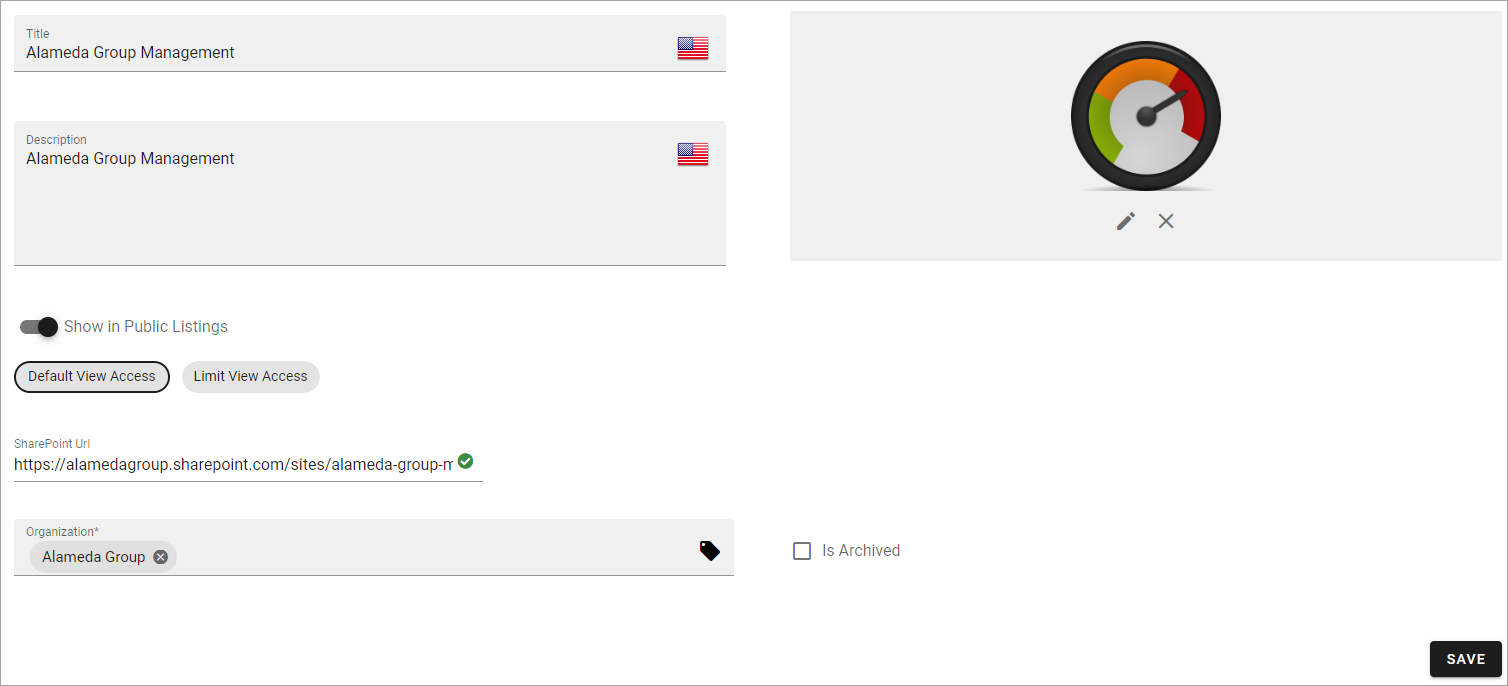 Title
Alameda Group Management
Description
Alameda Group Management
Show in Public Listings
Default View Access
Limit View Access
SharePoint Url
https://alamedagroup.sharepoint.com/sites/alameda-group-m
Organization*
Alameda Group
Is Archived
SAVE